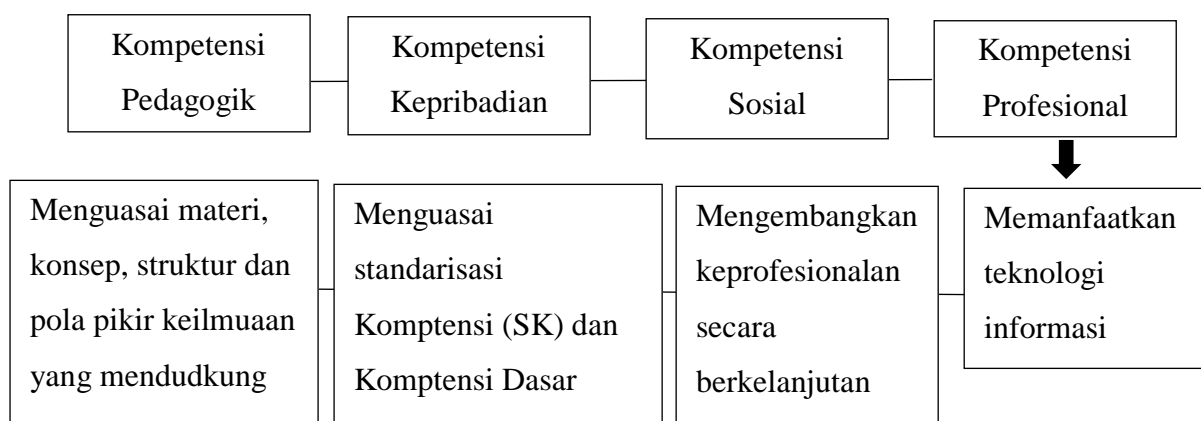 Kompetensi
Pedagogik
Kompetensi
Kepribadian
Kompetensi
Sosial
Kompetensi
Profesional
Menguasai materi,
konsep, struktur dan
pola pikir keilmuaan
yang mendudkung
Menguasai
standarisasi
Komptensi (SK) dan
Komptensi Dasar
Mengembangkan
keprofesionalan
secara
berkelanjutan
Memanfaatkan
teknologi
informasi